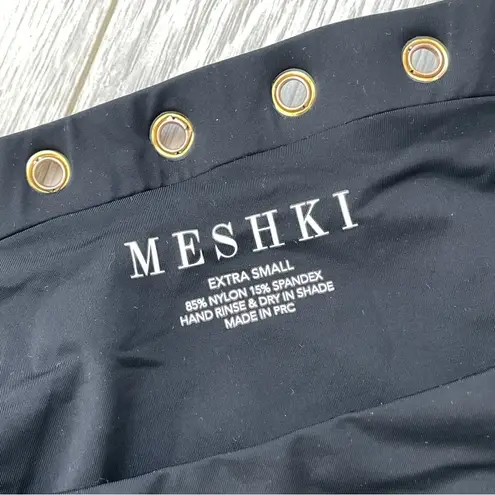 MESHKI
EXTRA SMALL
85% NYLON 15% SPANDEX
HAND RINSE & DRY IN SHADE
MADE IN PRC